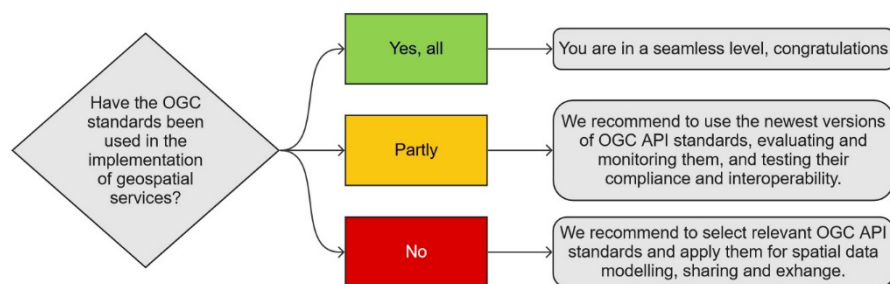 Have the OGC
standards been
used in the
implementation
of geospatial
services?
Yes, all
You are in a seamless level, congratulations
Partly
We recommend to use the newest versions
of OGC API standards, evaluating and
monitoring them, and testing their
compliance and interoperability.
No
We recommend to select relevant OGC API
standards and apply them for spatial data
modelling, sharing and exhange.